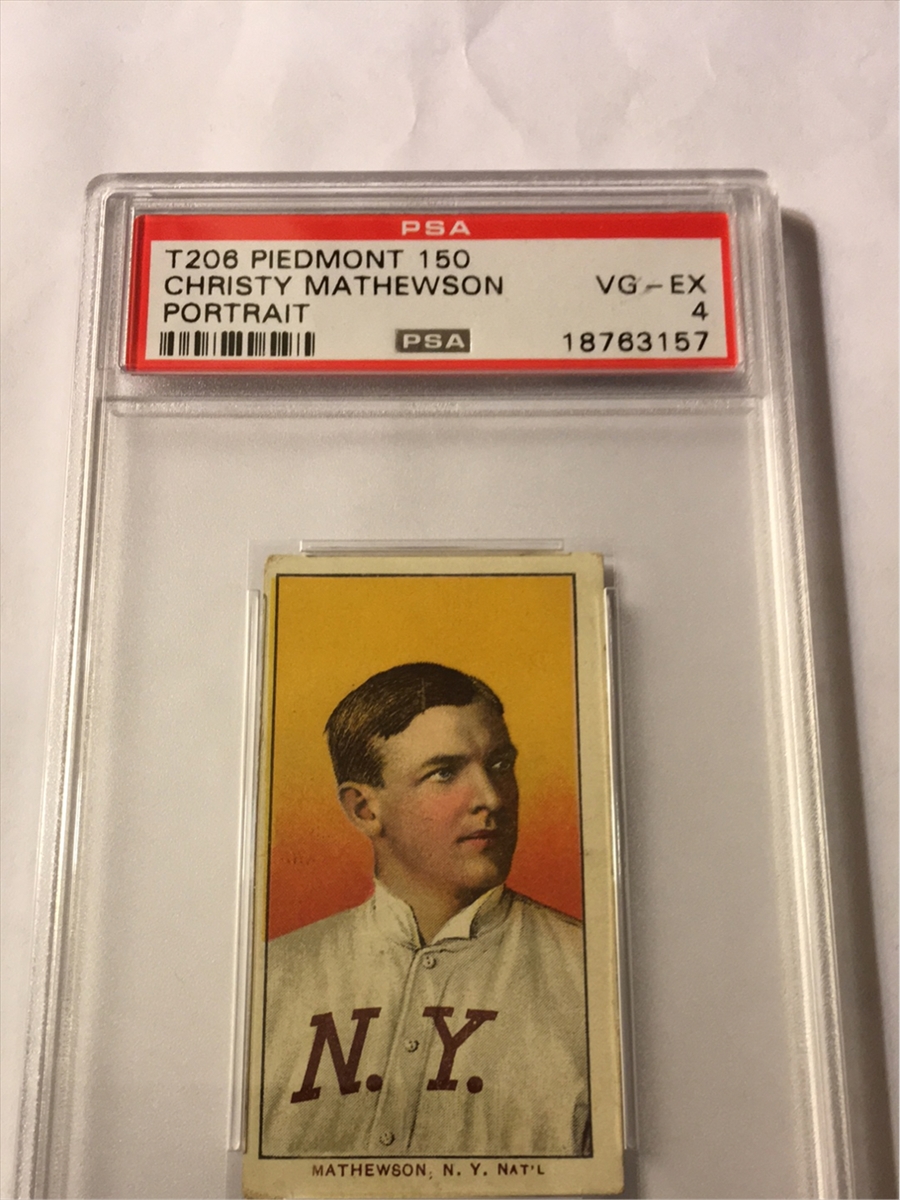 PSA
T206 PIEDMONT 150
CHRISTY MATHEWSON VG-EX
PORTRAIT 4
PSA 18763157
N. Y.
MATHEWSON, N. Y. NAT'L